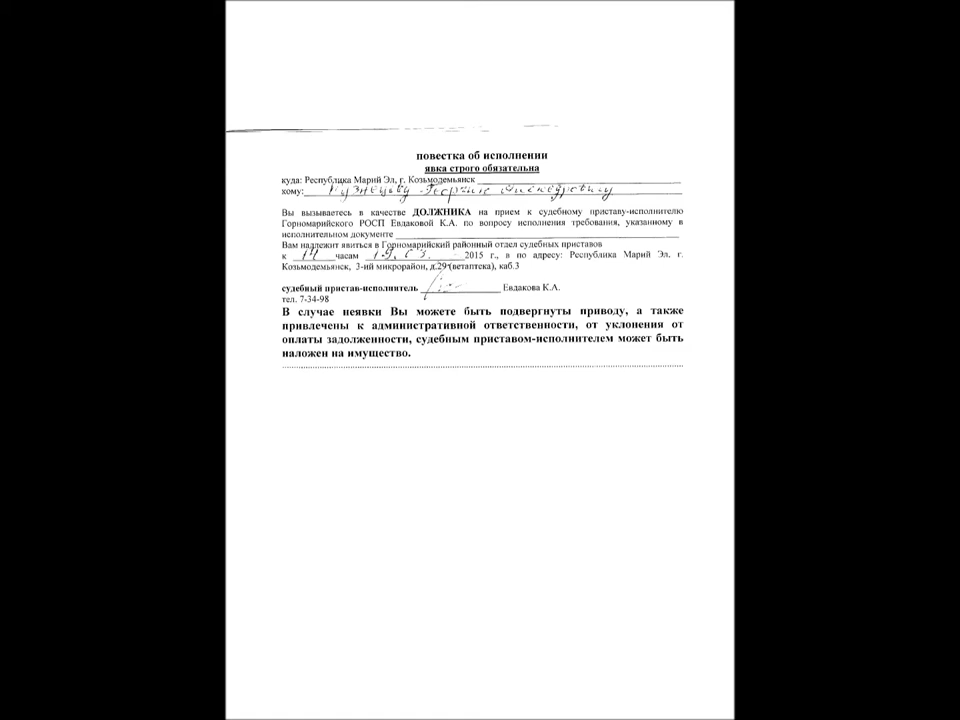 повестка об исполнении
явка строго обязательна
куда: Республика Марий Эл, г. Козьмодемьянск
кому: Кузнецову Георгию
Вы вызываетесь в качестве ДОЛЖНИКА на прием к судебному приставу-исполнителю
Горномарийского РОСП Евдаковой К.А. по вопросу исполнения требования, указанному в
исполнительном документе
Вам надлежит явиться в Горномарийский районный отдел судебных приставов
к 14 часам 19.03. 2015 г., в по адресу: Республика Марий Эл. г.
Козьмодемьянск, 3-ий микрорайон, д.29 (ветаптека), каб.3
судебный пристав-исполнитель Евдакова К.А.
тел. 7-34-98
В случае неявки Вы можете быть подвергнуты приводу, а также
привлечены к административной ответственности, от уклонения от
оплаты задолженности, судебным приставом-исполнителем может быть
наложен на имущество.